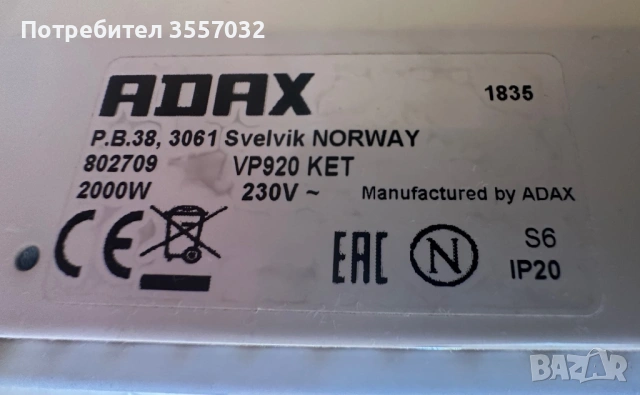 Потребител 3557032
ADAX 1835
P.B.38, 3061 Svelvik NORWAY
802709 VP920 KET
2000W 230V ~ Manufactured by ADAX
CE EAC N S6
IP20
BAZAR